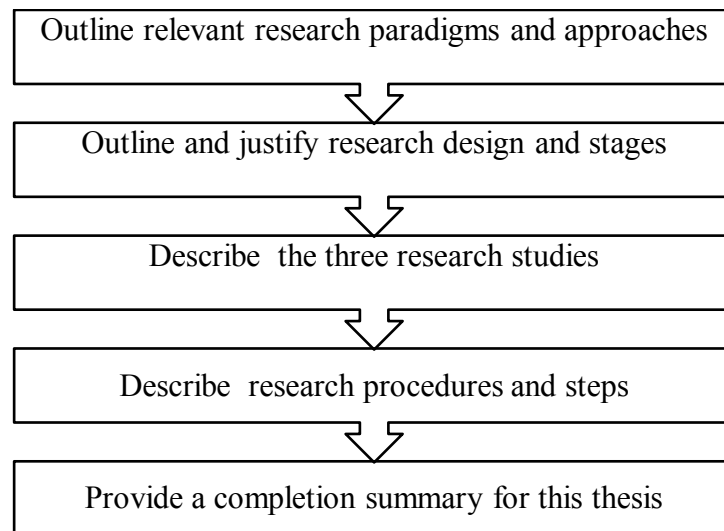 Outline relevant research paradigms and approaches
Outline and justify research design and stages
Describe the three research studies
Describe research procedures and steps
Provide a completion summary for this thesis